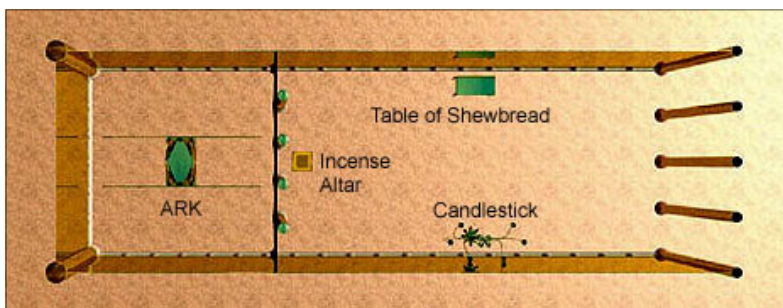 Table of Shewbread
Incense
Altar
ARK
Candlestick